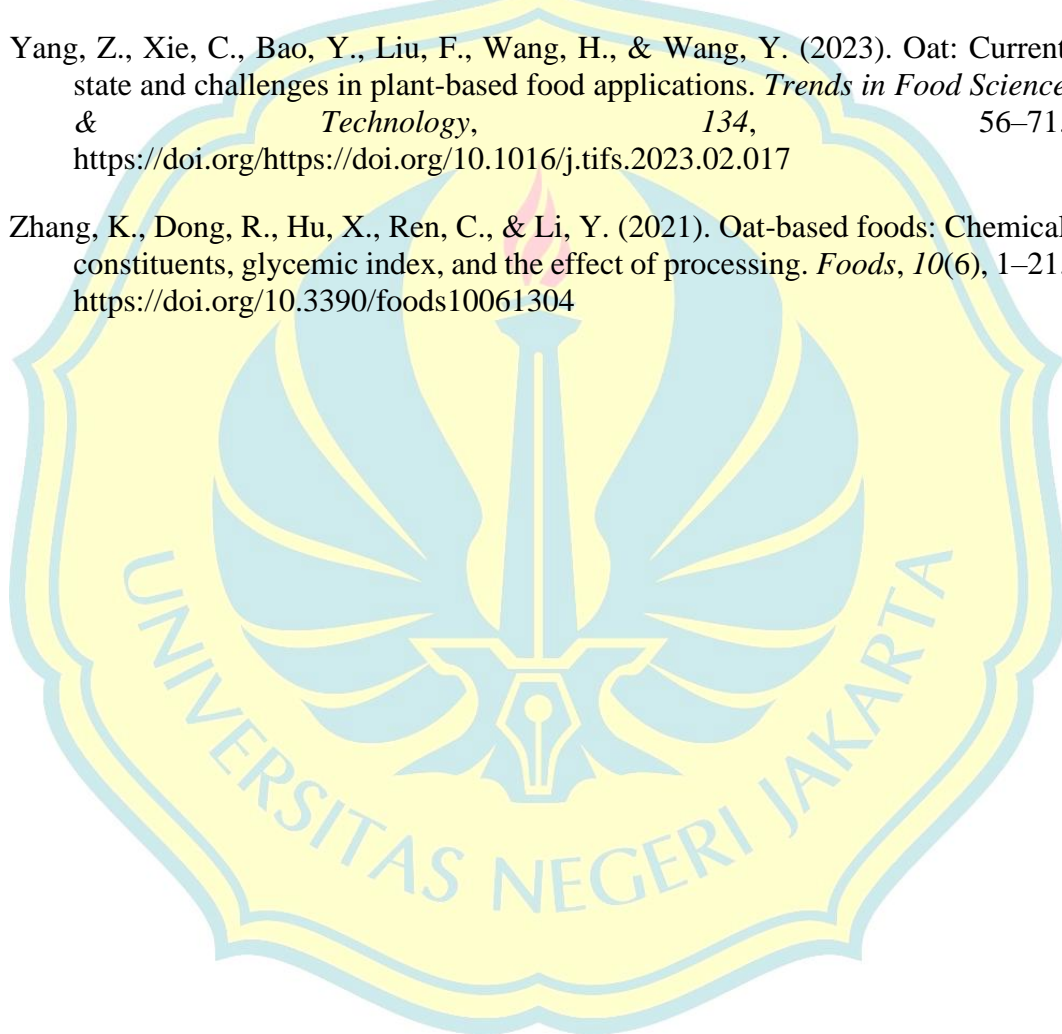 Yang, Z., Xie, C., Bao, Y., Liu, F., Wang, H., & Wang, Y. (2023). Oat: Current
state and challenges in plant-based food applications. Trends in Food Science
& Technology, 134, 56–71.
https://doi.org/https://doi.org/10.1016/j.tifs.2023.02.017
Zhang, K., Dong, R., Hu, X., Ren, C., & Li, Y. (2021). Oat-based foods: Chemical
constituents, glycemic index, and the effect of processing. Foods, 10(6), 1–21.
https://doi.org/10.3390/foods10061304
UNIVERSITAS NEGERI JAKARTA